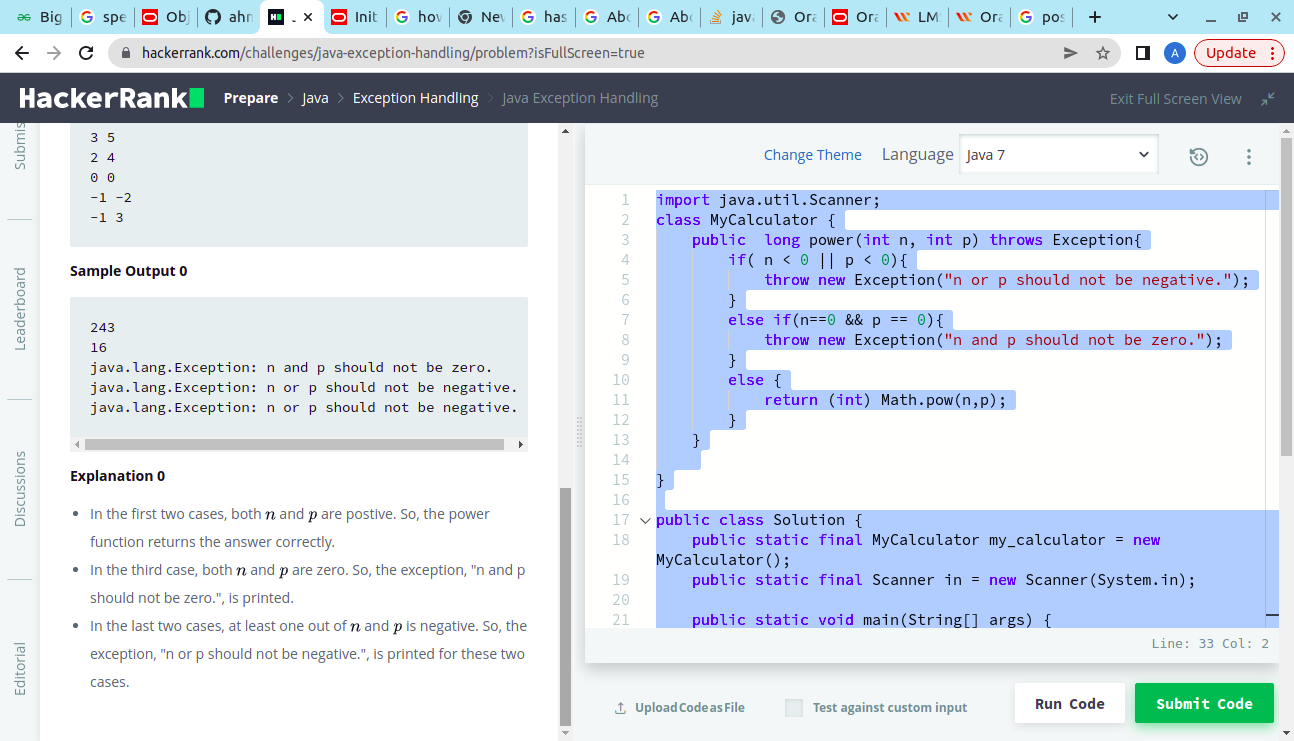 Big
spe
Obj
ahr
Init
hov
Nev
has
Abc
Abc
java
Ora
Ora
LM
Ora
pos
hackerrank.com/challenges/java-exception-handling/problem?isFullScreen=true
A
Update
HackerRank
Prepare > Java > Exception Handling > Java Exception Handling
Exit Full Screen View
Submis
Leaderboard
Discussions
Editorial
3 5
2 4
0 0
-1 -2
-1 3
Sample Output 0
243
16
java.lang.Exception: n and p should not be zero.
java.lang.Exception: n or p should not be negative.
java.lang.Exception: n or p should not be negative.
Explanation 0
• In the first two cases, both n and p are postive. So, the power
function returns the answer correctly.
• In the third case, both n and p are zero. So, the exception, "n and p
should not be zero.", is printed.
• In the last two cases, at least one out of n and p is negative. So, the
exception, "n or p should not be negative.", is printed for these two
cases.
Change Theme
Language
Java 7
1 import java.util.Scanner;
2 class MyCalculator {
3 public  long power(int n, int p) throws Exception{
4 if( n < 0 || p < 0){
5 throw new Exception("n or p should not be negative.");
6 }
7 else if(n==0 && p == 0){
8 throw new Exception("n and p should not be zero.");
9 }
10 else {
11 return (int) Math.pow(n,p);
12 }
13 }
14
15 }
16
17 public class Solution {
18 public static final MyCalculator my_calculator = new
MyCalculator();
19 public static final Scanner in = new Scanner(System.in);
20
21 public static void main(String[] args) {
Line: 33 Col: 2
Upload Code as File
Test against custom input
Run Code
Submit Code